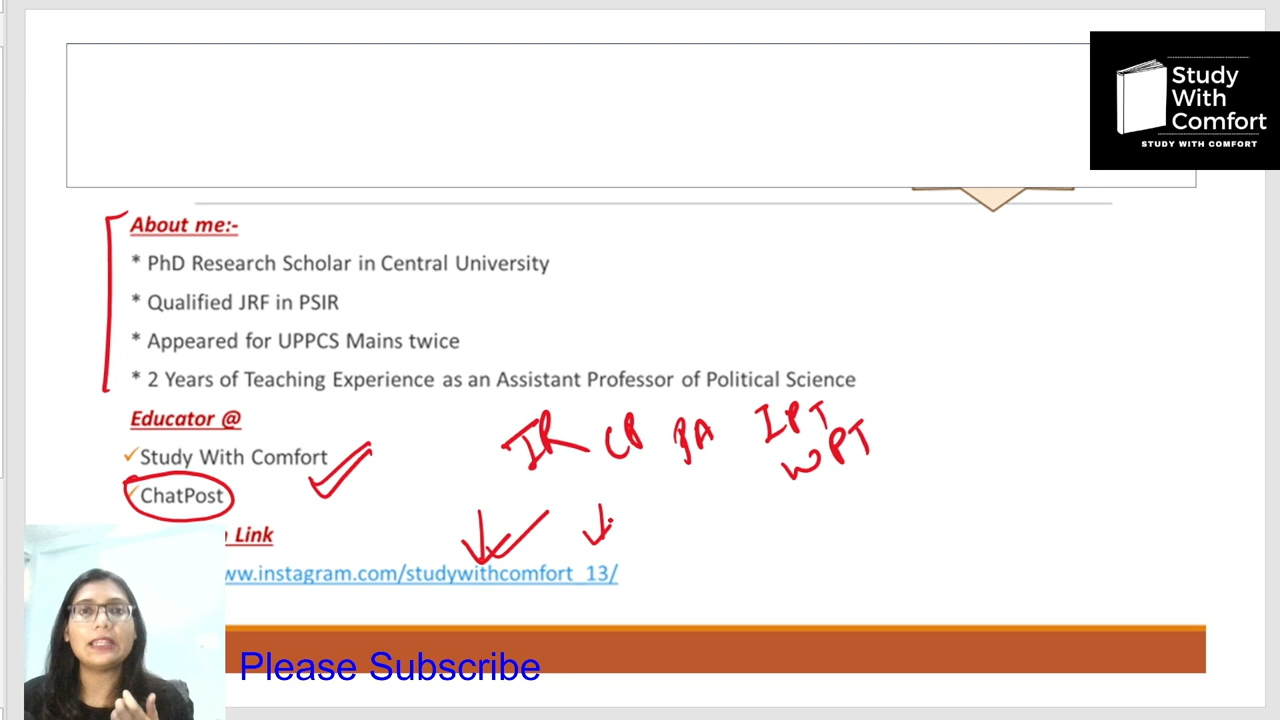 Study
With
Comfort
STUDY WITH COMFORT
About me:-
* PhD Research Scholar in Central University
* Qualified JRF in PSIR
* Appeared for UPPCS Mains twice
* 2 Years of Teaching Experience as an Assistant Professor of Political Science
Educator @
✓Study With Comfort
IR
IPT
WPT
ChatPost
Link
ww.instagram.com/studywithcomfort_13/
Please Subscribe